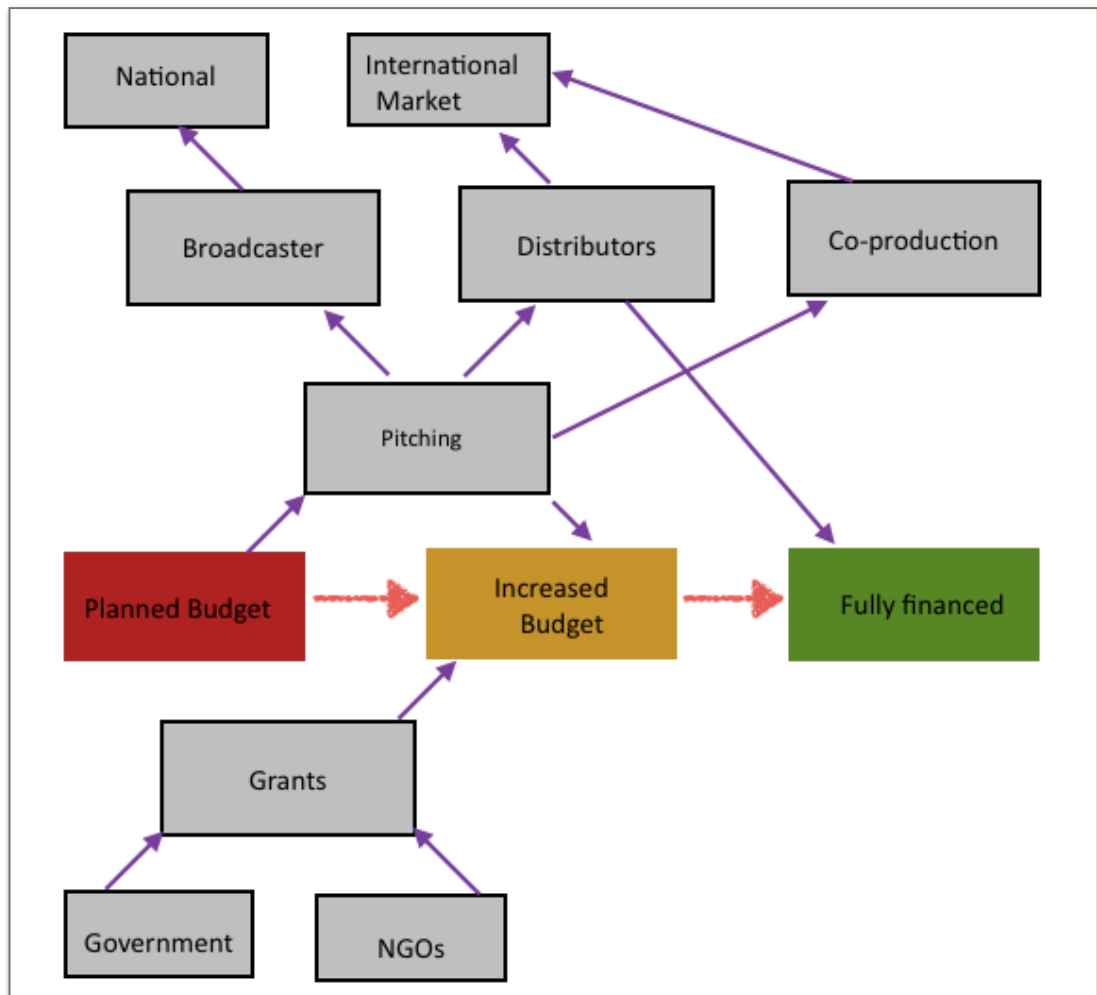 National
International
Market
Broadcaster
Distributors
Co-production
Pitching
Planned Budget
Increased
Budget
Fully financed
Grants
Government
NGOs